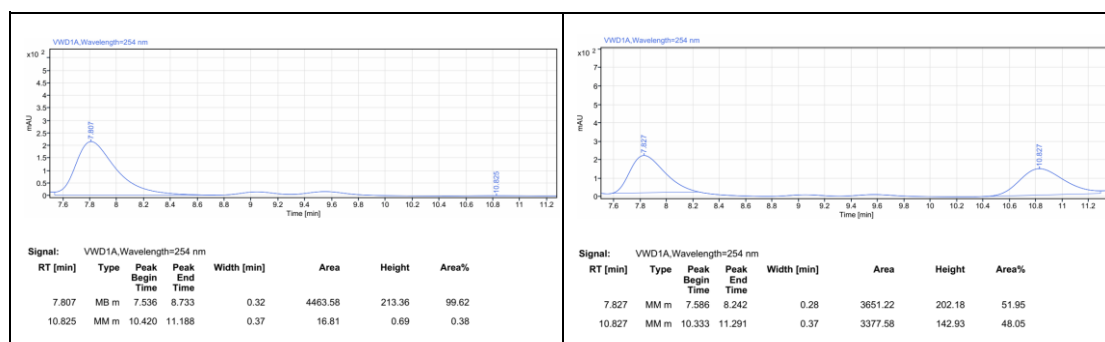 VWD1A,Wavelength=254 nm
x10 2
5
4.5
4
3.5
3
2.5
2
1.5
1
0.5
0
mAU
7.807
10.825
7.6 7.8 8 8.2 8.4 8.6 8.8 9 9.2 9.4 9.6 9.8 10 10.2 10.4 10.6 10.8 11 11.2
Time [min]
Signal: VWD1A,Wavelength=254 nm
RT [min] Type Peak Begin Time Peak End Time Width [min] Area Height Area%
7.807 MB m 7.536 8.733 0.32 4463.58 213.36 99.62
10.825 MM m 10.420 11.188 0.37 16.81 0.69 0.38
VWD1A,Wavelength=254 nm
x10 2
7
6
5
4
3
2
1
0
mAU
7.827
10.827
7.6 7.8 8 8.2 8.4 8.6 8.8 9 9.2 9.4 9.6 9.8 10 10.2 10.4 10.6 10.8 11 11.2
Time [min]
Signal: VWD1A,Wavelength=254 nm
RT [min] Type Peak Begin Time Peak End Time Width [min] Area Height Area%
7.827 MM m 7.586 8.242 0.28 3651.22 202.18 51.95
10.827 MM m 10.333 11.291 0.37 3377.58 142.93 48.05